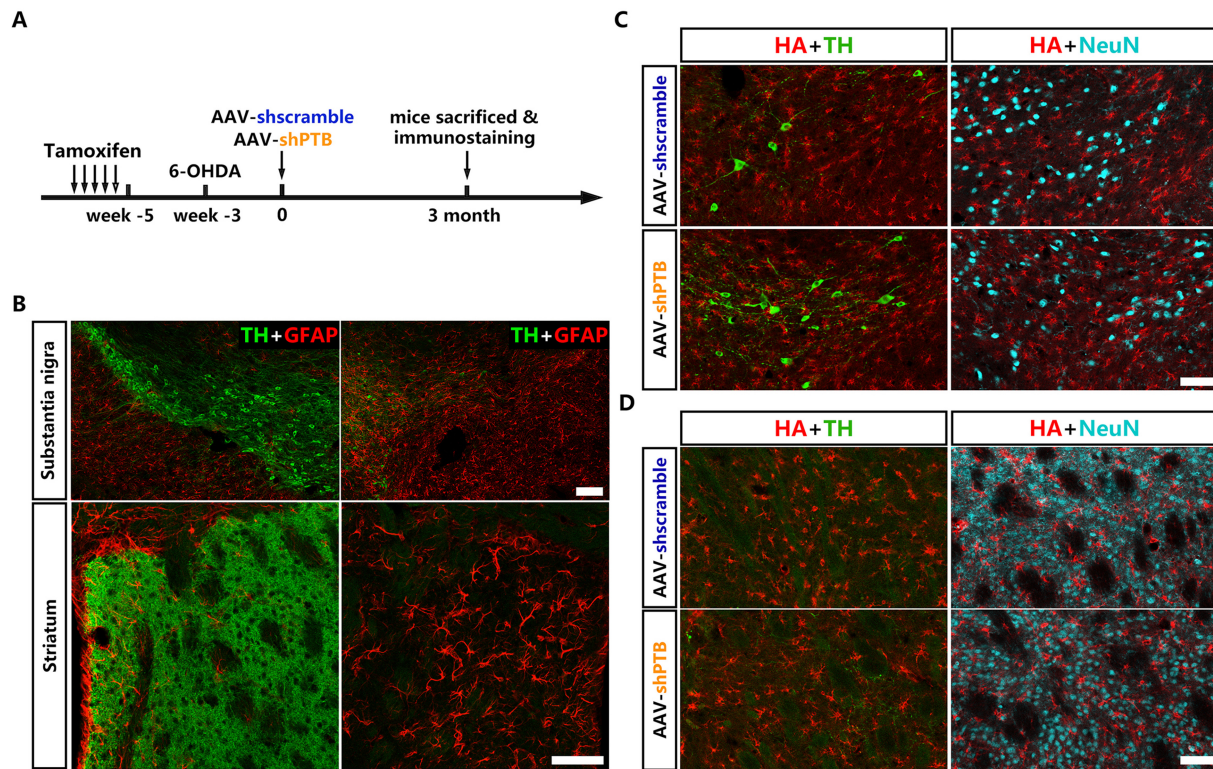 A
AAV-shscramble
AAV-shPTB
mice sacrificed &
immunostaining
Tamoxifen
6-OHDA
week -5
week -3
0
3 month
B
TH+GFAP
TH+GFAP
Substantia nigra
Striatum
C
HA+TH
HA+NeuN
AAV-shscramble
AAV-shPTB
D
HA+TH
HA+NeuN
AAV-shscramble
AAV-shPTB